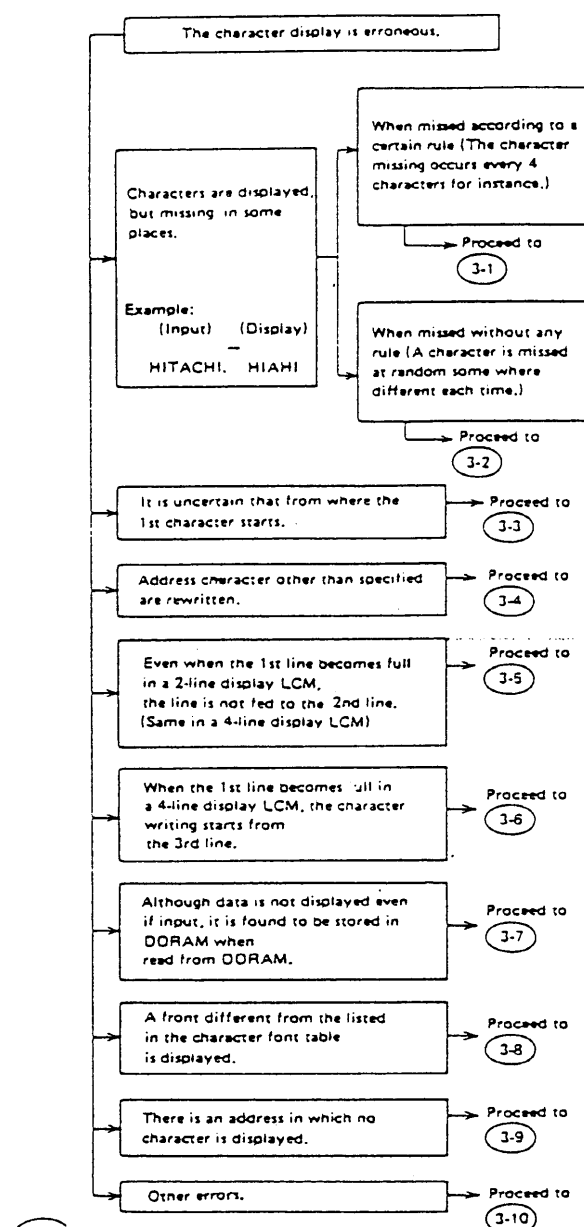 The character display is erroneous.
Characters are displayed,
but missing in some
places.
Example:
(Input) (Display)
HITACHI. HIAHI
When missed according to a
certain rule (The character
missing occurs every 4
characters for instance.)
Proceed to
3-1
When missed without any
rule (A character is missed
at random some where
different each time.)
Proceed to
3-2
It is uncertain that from where the
1st character starts.
Proceed to
3-3
Address character other than specified
are rewritten.
Proceed to
3-4
Even when the 1st line becomes full
in a 2-line display LCM,
the line is not fed to the 2nd line.
(Same in a 4-line display LCM)
Proceed to
3-5
When the 1st line becomes full in
a 4-line display LCM, the character
writing starts from
the 3rd line.
Proceed to
3-6
Although data is not displayed even
if input, it is found to be stored in
DDRAM when
read from DDRAM.
Proceed to
3-7
A front different from the listed
in the character font table
is displayed.
Proceed to
3-8
There is an address in which no
character is displayed.
Proceed to
3-9
Other errors.
Proceed to
3-10